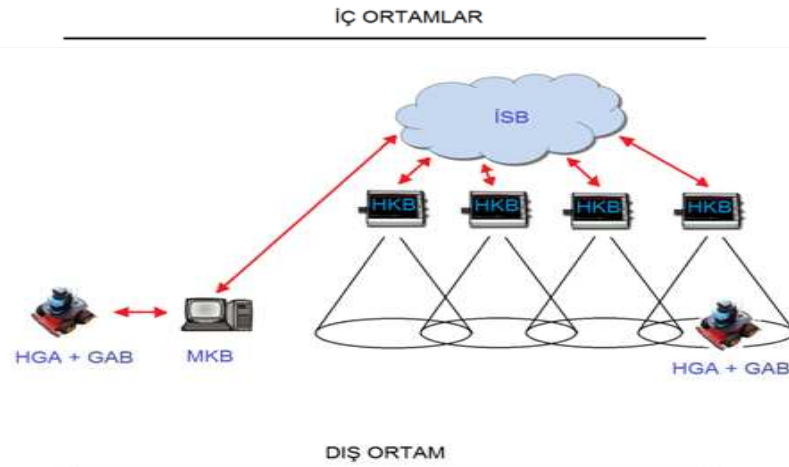 İÇ ORTAMLAR
İSB
HKB HKB HKB HKB
HGA + GAB
MKB
HGA + GAB
DIŞ ORTAM